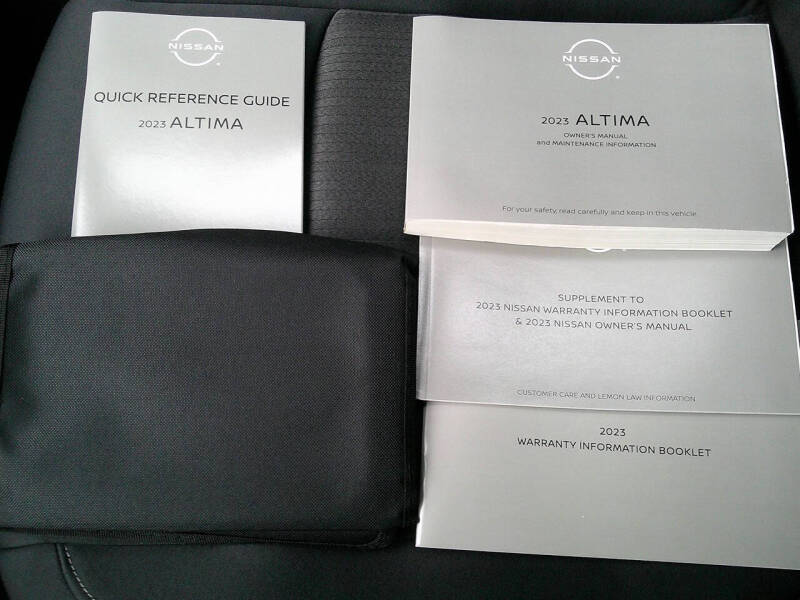 NISSAN
QUICK REFERENCE GUIDE
2023 ALTIMA
NISSAN
2023 ALTIMA
OWNER'S MANUAL
and MAINTENANCE INFORMATION
For your safety, read carefully and keep in this vehicle.
SUPPLEMENT TO
2023 NISSAN WARRANTY INFORMATION BOOKLET
& 2023 NISSAN OWNER'S MANUAL
CUSTOMER CARE AND LEMON LAW INFORMATION
2023
WARRANTY INFORMATION BOOKLET